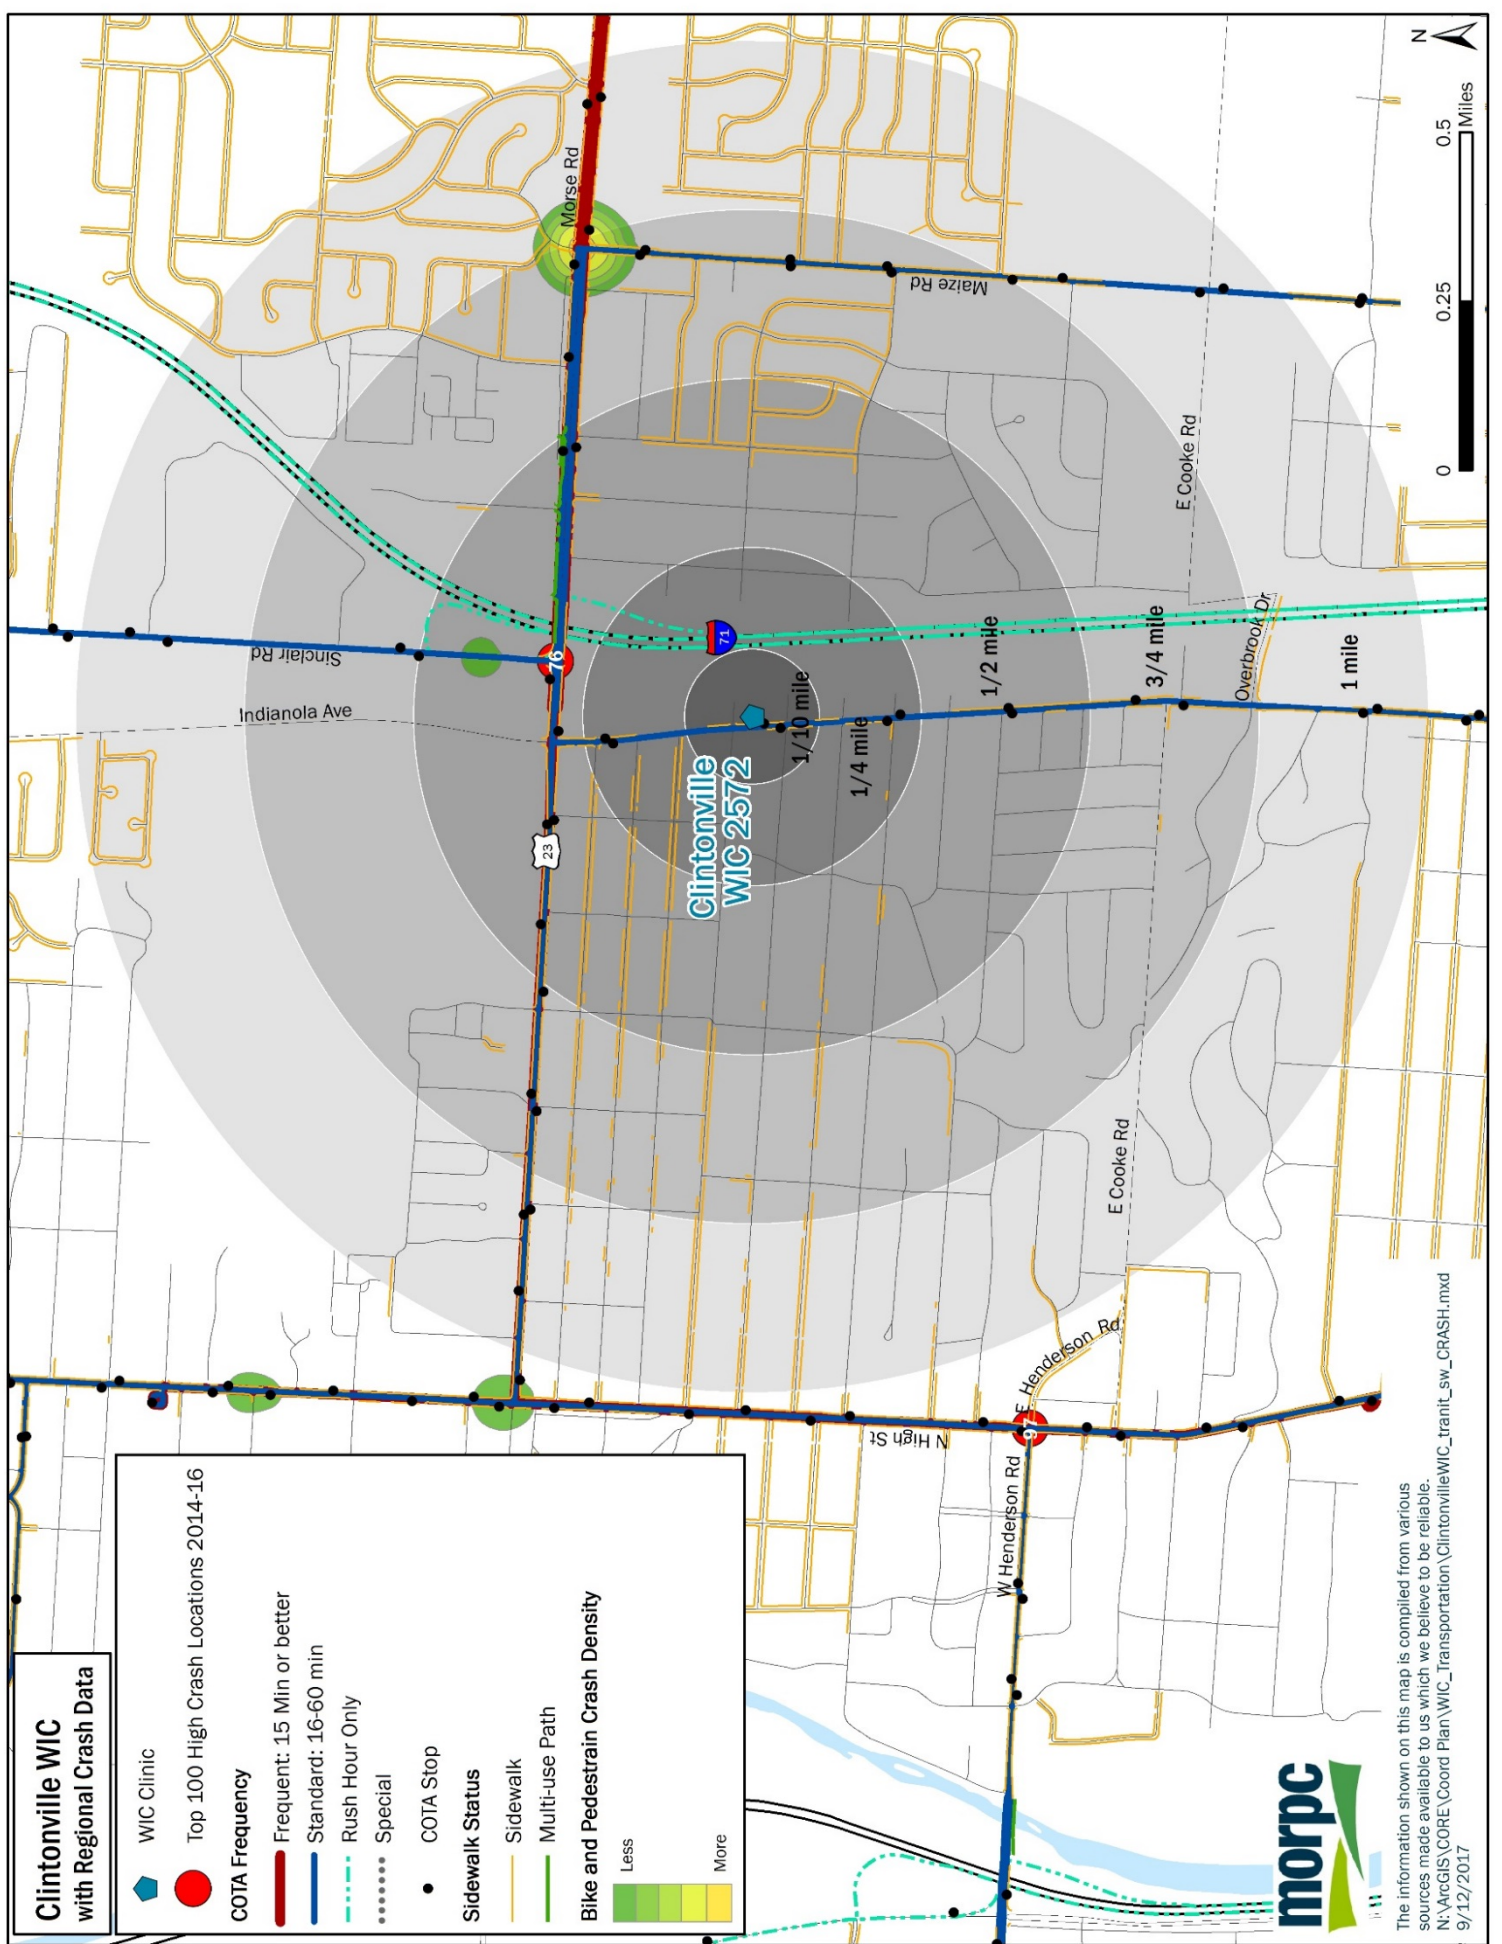 Clintonville WIC
with Regional Crash Data
WIC Clinic
Top 100 High Crash Locations 2014-16
COTA Frequency
Frequent: 15 Min or better
Standard: 16-60 min
Rush Hour Only
Special
COTA Stop
Sidewalk Status
Sidewalk
Multi-use Path
Bike and Pedestrain Crash Density
Less
More
Sinclair Rd
Indianola Ave
Morse Rd
76
23
71
Maize Rd
Clintonville
WIC 2572
1/10 mile
1/4 mile
1/2 mile
3/4 mile
1 mile
E Cooke Rd
Overbrook Dr
E Cooke Rd
N High St
E. Henderson Rd
97
W Henderson Rd
N
0
0.25
0.5
Miles
morpc
The information shown on this map is compiled from various
sources made available to us which we believe to be reliable.
N:\ArcGIS\CORE\Coord Plan\WIC_Transportation\ClintonvilleWIC_tranit_sw_CRASH.mxd
9/12/2017